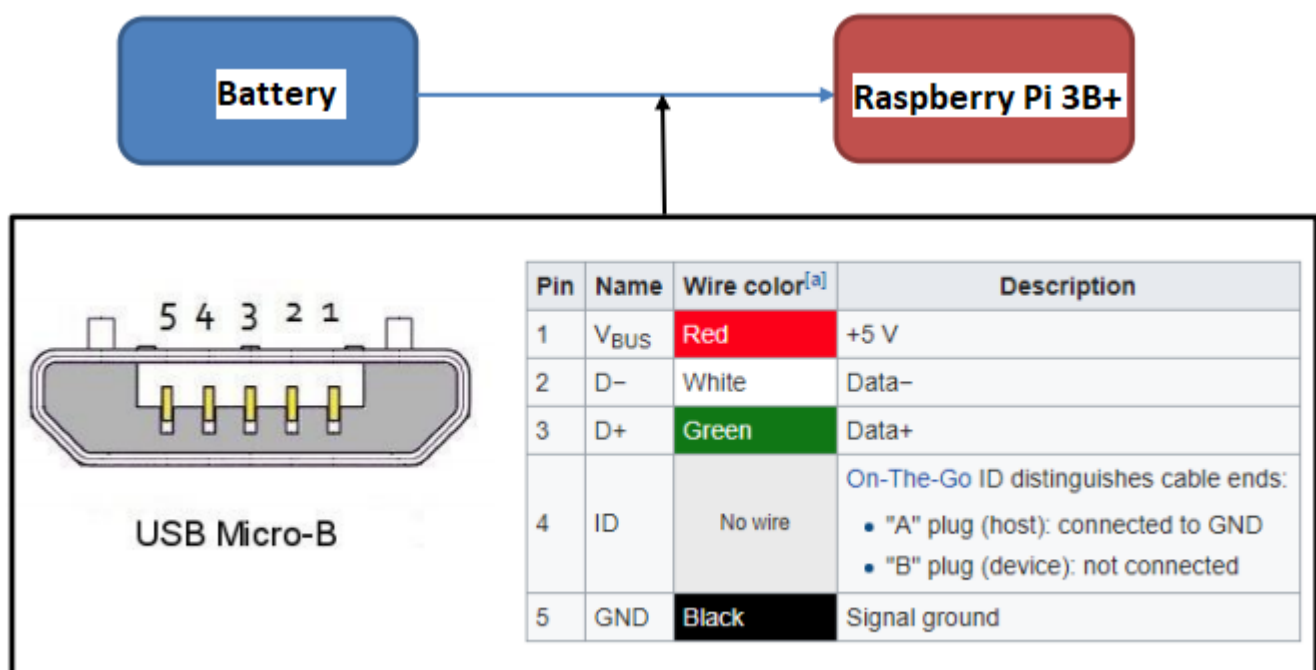 Battery
Raspberry Pi 3B+
5 4 3 2 1
USB Micro-B
Pin Name Wire color[a] Description
1 VBUS Red +5 V
2 D− White Data−
3 D+ Green Data+
4 ID No wire On-The-Go ID distinguishes cable ends:
• "A" plug (host): connected to GND
• "B" plug (device): not connected
5 GND Black Signal ground